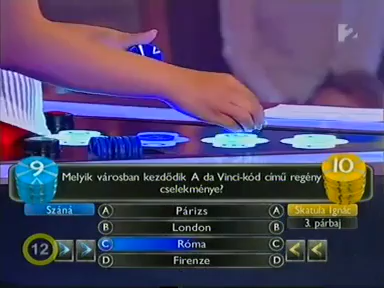 2
9
10
Melyik városban kezdődik A da Vinci-kód című regény
cselekménye?
Száná
Skatula Ignác
3. párbaj
12
A Párizs A
B London B
C Róma C
D Firenze D